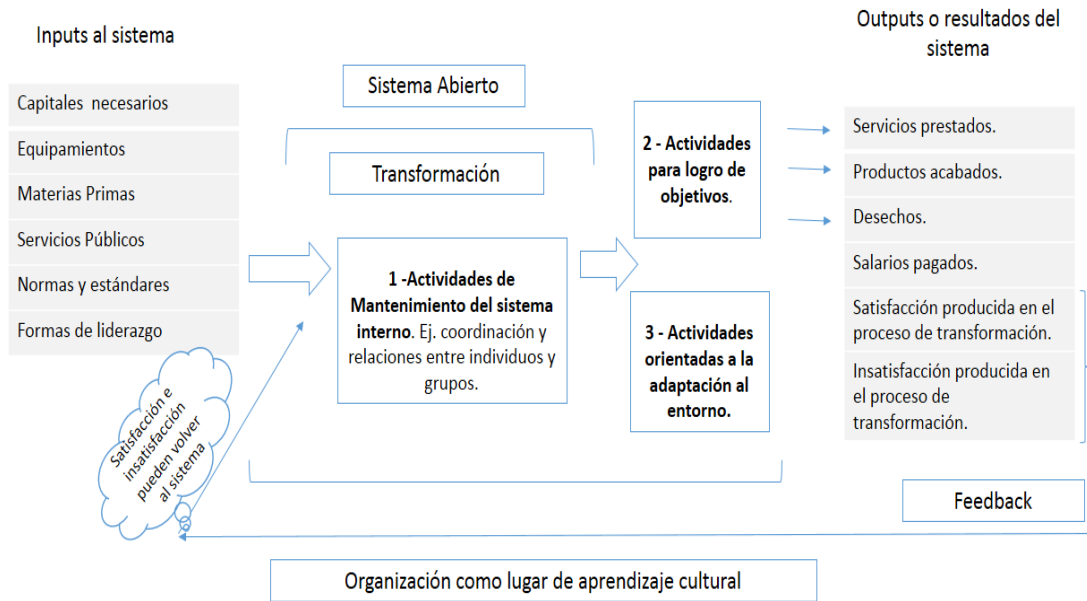 Inputs al sistema
Capitales necesarios
Equipamientos
Materias Primas
Servicios Públicos
Normas y estándares
Formas de liderazgo
Satisfacción e
insatisfacción
pueden volver
al sistema
Sistema Abierto
Transformación
1 -Actividades de
Mantenimiento del sistema
interno. Ej. coordinación y
relaciones entre individuos y
grupos.
2 - Actividades
para logro de
objetivos.
3 - Actividades
orientadas a la
adaptación al
entorno.
Outputs o resultados del
sistema
Servicios prestados.
Productos acabados.
Desechos.
Salarios pagados.
Satisfacción producida en el
proceso de transformación.
Insatisfacción producida en
el proceso de
transformación.
Feedback
Organización como lugar de aprendizaje cultural